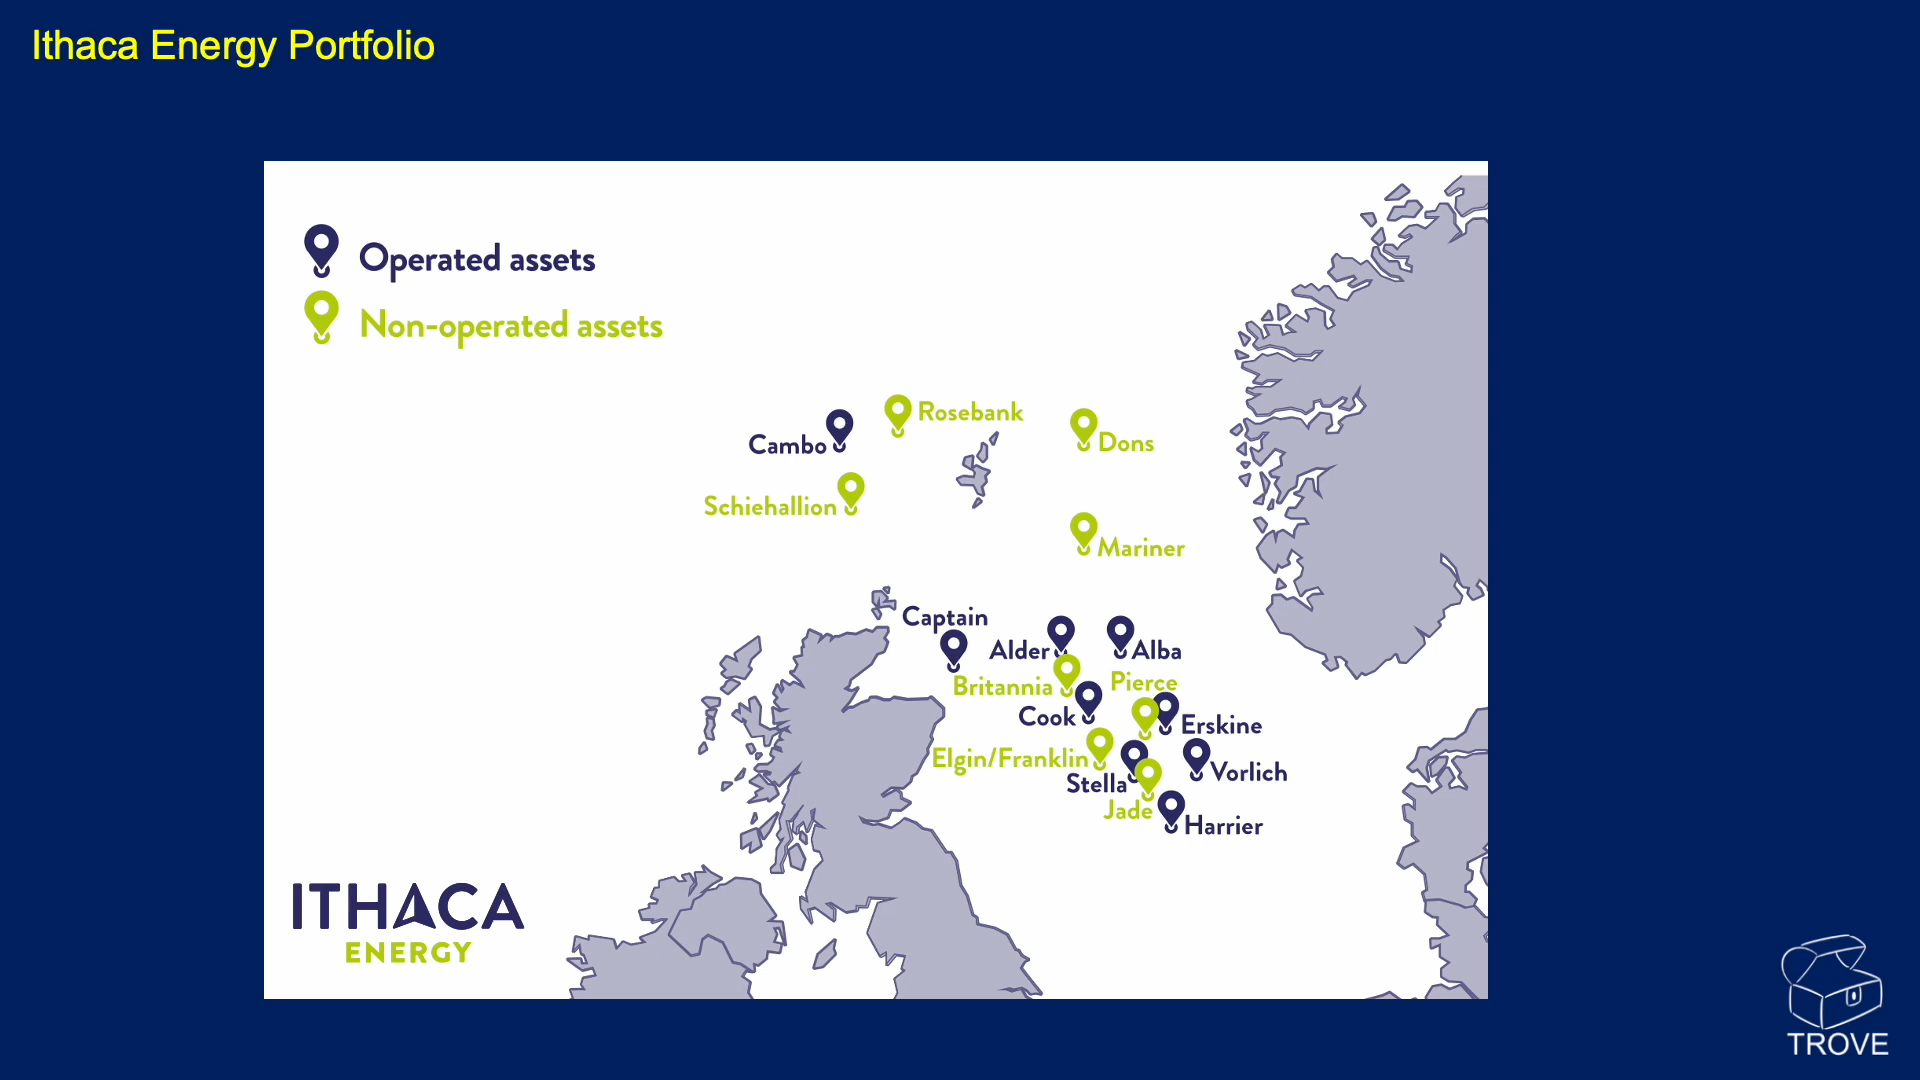 Ithaca Energy Portfolio
Operated assets
Non-operated assets
Rosebank
Cambo
Dons
Schiehallion
Mariner
Captain
Alder
Alba
Britannia
Pierce
Cook
Erskine
Elgin/Franklin
Vorlich
Stella
Jade
Harrier
ITHACA
ENERGY
TROVE